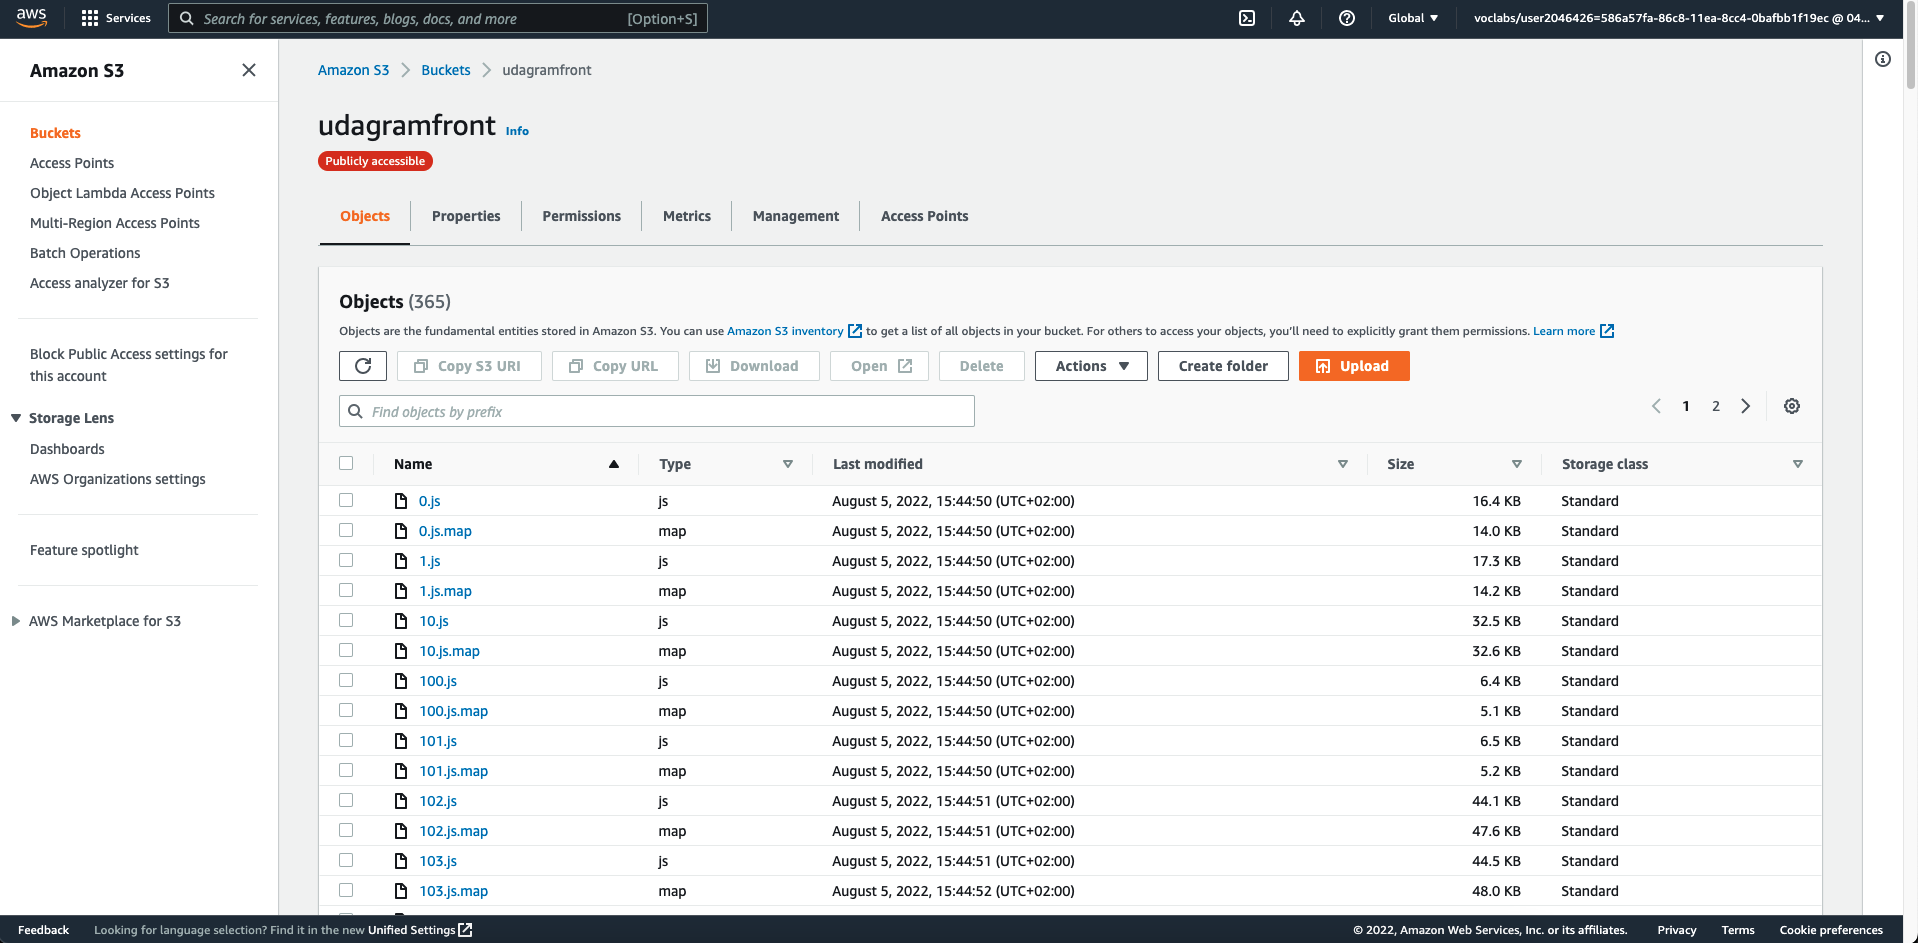 aws Services Search for services, features, blogs, docs, and more [Option+S] Global voclabs/user2046426=586a57fa-86c8-11ea-8cc4-0bafbb1f19ec @ 04...
Amazon S3
Buckets
Access Points
Object Lambda Access Points
Multi-Region Access Points
Batch Operations
Access analyzer for S3
Block Public Access settings for
this account
Storage Lens
Dashboards
AWS Organizations settings
Feature spotlight
AWS Marketplace for S3
Amazon S3 Buckets udagramfront
udagramfront Info
Publicly accessible
Objects Properties Permissions Metrics Management Access Points
Objects (365)
Objects are the fundamental entities stored in Amazon S3. You can use Amazon S3 inventory to get a list of all objects in your bucket. For others to access your objects, you'll need to explicitly grant them permissions. Learn more
Copy S3 URI Copy URL Download Open Delete Actions Create folder Upload
Find objects by prefix 1 2
Name Type Last modified Size Storage class
0.js js August 5, 2022, 15:44:50 (UTC+02:00) 16.4 KB Standard
0.js.map map August 5, 2022, 15:44:50 (UTC+02:00) 14.0 KB Standard
1.js js August 5, 2022, 15:44:50 (UTC+02:00) 17.3 KB Standard
1.js.map map August 5, 2022, 15:44:50 (UTC+02:00) 14.2 KB Standard
10.js js August 5, 2022, 15:44:50 (UTC+02:00) 32.5 KB Standard
10.js.map map August 5, 2022, 15:44:50 (UTC+02:00) 32.6 KB Standard
100.js js August 5, 2022, 15:44:50 (UTC+02:00) 6.4 KB Standard
100.js.map map August 5, 2022, 15:44:50 (UTC+02:00) 5.1 KB Standard
101.js js August 5, 2022, 15:44:50 (UTC+02:00) 6.5 KB Standard
101.js.map map August 5, 2022, 15:44:50 (UTC+02:00) 5.2 KB Standard
102.js js August 5, 2022, 15:44:51 (UTC+02:00) 44.1 KB Standard
102.js.map map August 5, 2022, 15:44:51 (UTC+02:00) 47.6 KB Standard
103.js js August 5, 2022, 15:44:51 (UTC+02:00) 44.5 KB Standard
103.js.map map August 5, 2022, 15:44:52 (UTC+02:00) 48.0 KB Standard
Feedback Looking for language selection? Find it in the new Unified Settings © 2022, Amazon Web Services, Inc. or its affiliates. Privacy Terms Cookie preferences